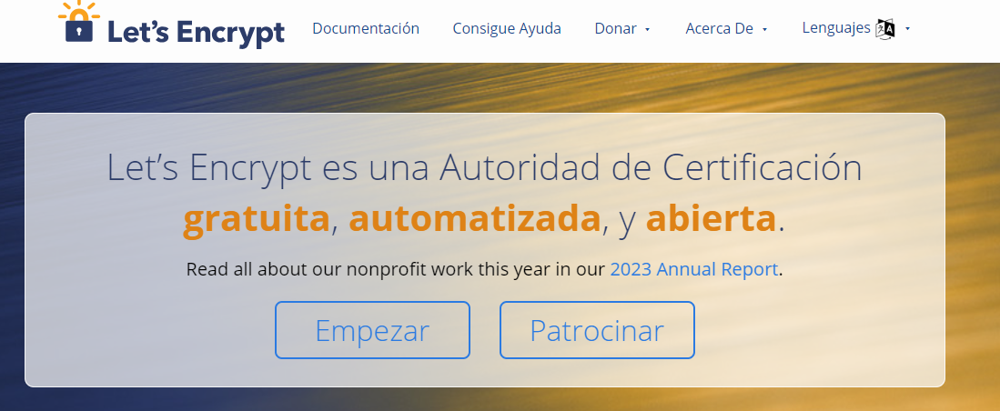 Let's Encrypt Documentación Consigue Ayuda Donar Acerca De Lenguajes
Let's Encrypt es una Autoridad de Certificación
gratuita, automatizada, y abierta.
Read all about our nonprofit work this year in our 2023 Annual Report.
Empezar Patrocinar